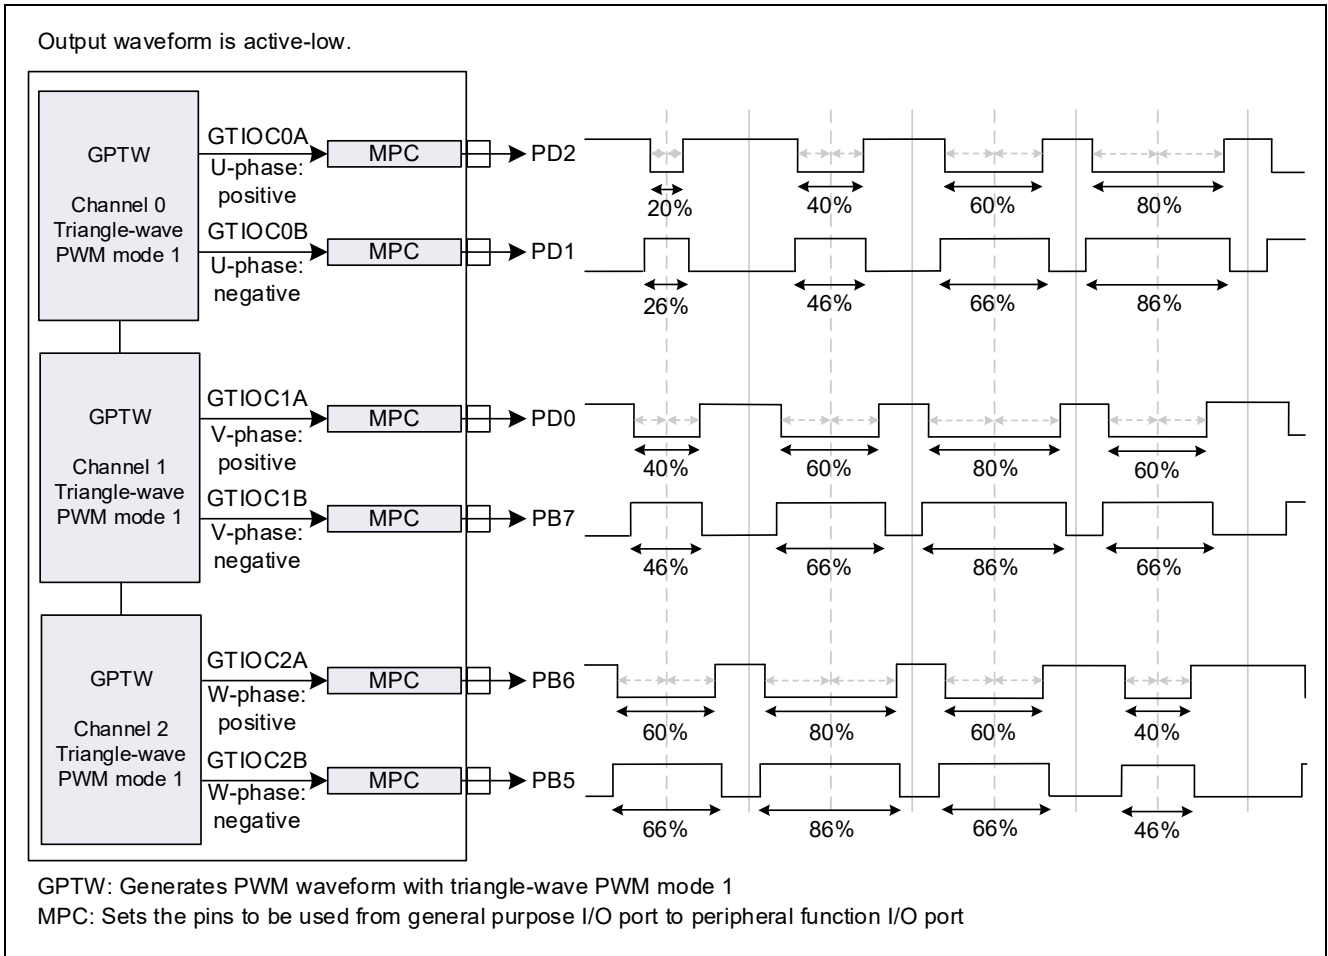 Output waveform is active-low.
GPTW
Channel 0
Triangle-wave
PWM mode 1
GTIOC0A
U-phase:
positive
MPC
PD2
20%
40%
60%
80%
GTIOC0B
U-phase:
negative
MPC
PD1
26%
46%
66%
86%
GPTW
Channel 1
Triangle-wave
PWM mode 1
GTIOC1A
V-phase:
positive
MPC
PD0
40%
60%
80%
60%
GTIOC1B
V-phase:
negative
MPC
PB7
46%
66%
86%
66%
GPTW
Channel 2
Triangle-wave
PWM mode 1
GTIOC2A
W-phase:
positive
MPC
PB6
60%
80%
60%
40%
GTIOC2B
W-phase:
negative
MPC
PB5
66%
86%
66%
46%
GPTW: Generates PWM waveform with triangle-wave PWM mode 1
MPC: Sets the pins to be used from general purpose I/O port to peripheral function I/O port